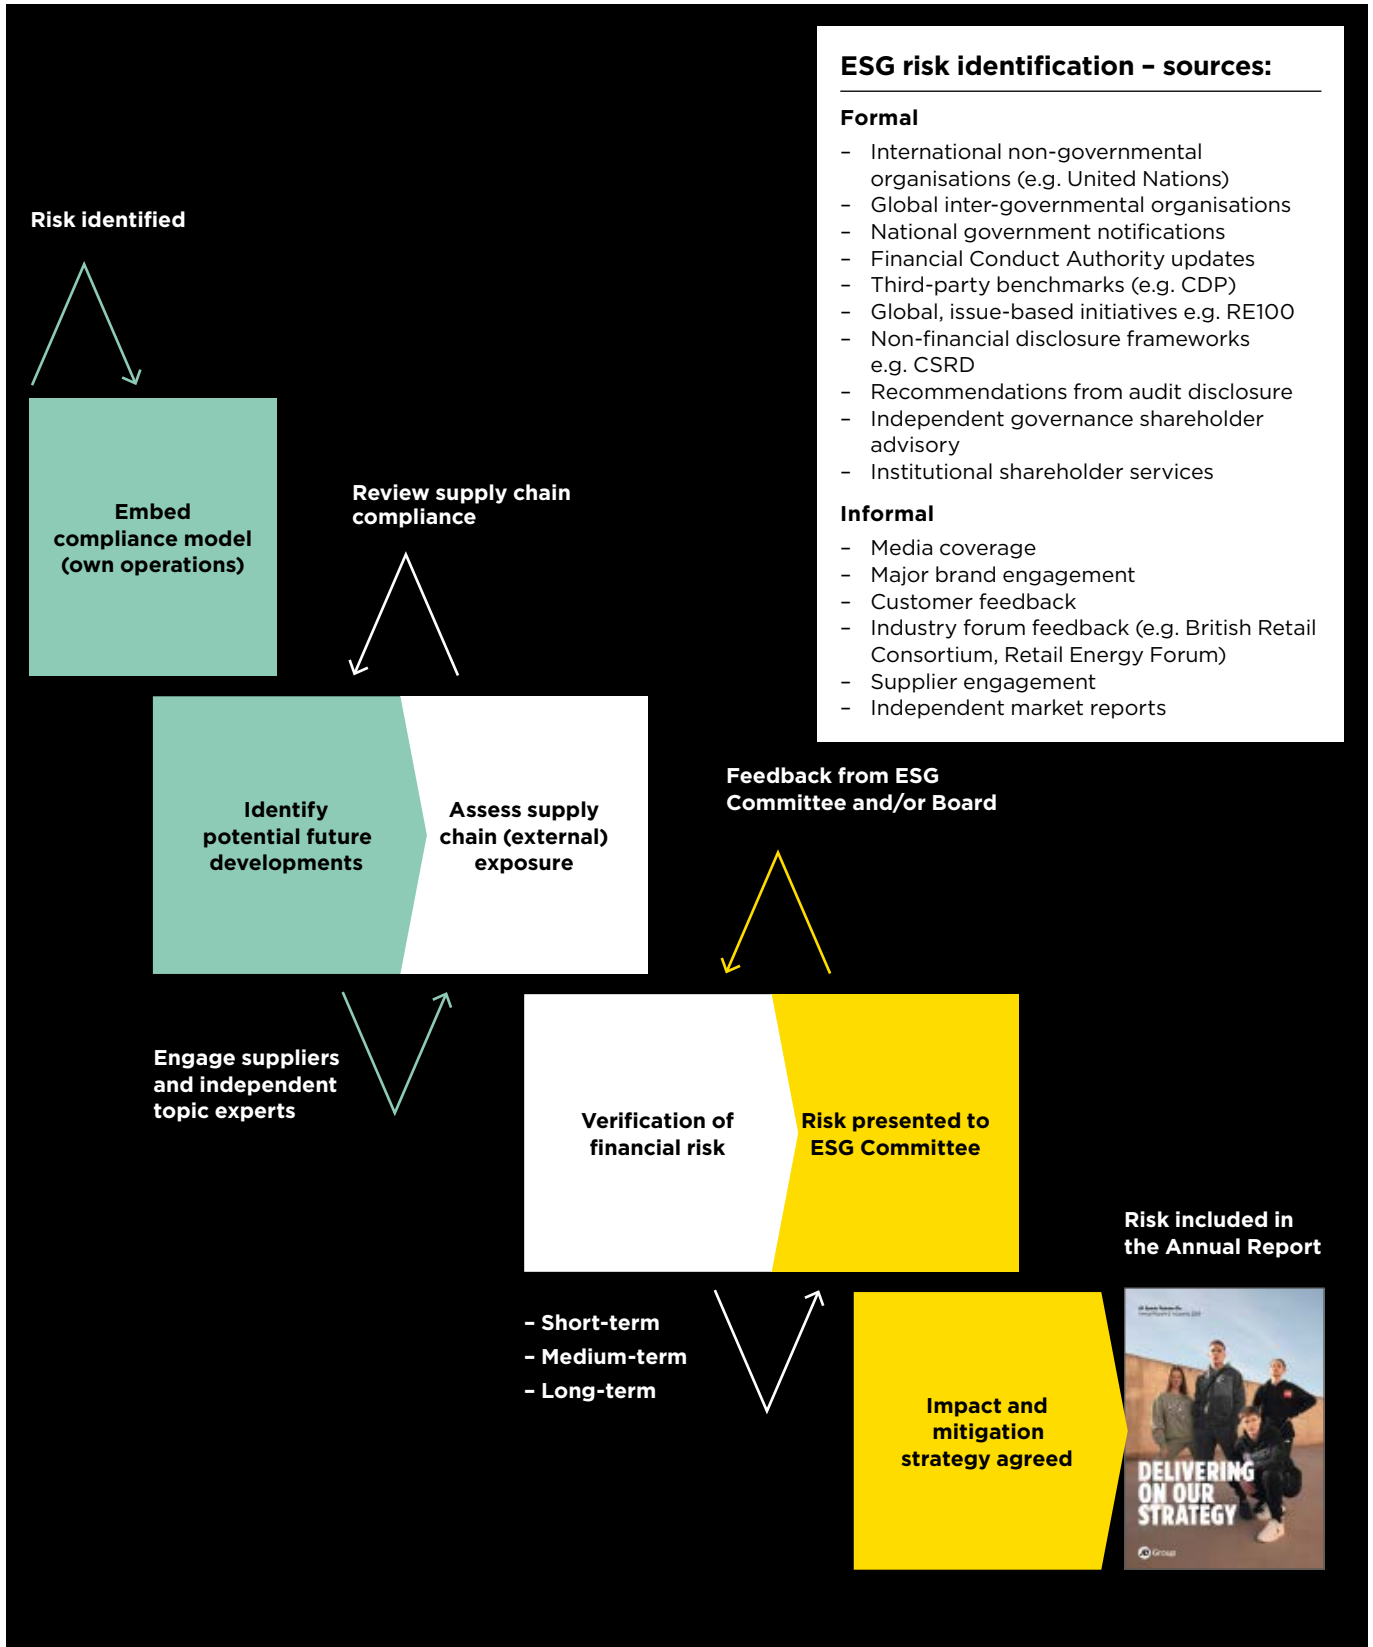 ESG risk identification – sources:
Formal
– International non-governmental
organisations (e.g. United Nations)
– Global inter-governmental organisations
– National government notifications
– Financial Conduct Authority updates
– Third-party benchmarks (e.g. CDP)
– Global, issue-based initiatives e.g. RE100
– Non-financial disclosure frameworks
e.g. CSRD
– Recommendations from audit disclosure
– Independent governance shareholder
advisory
– Institutional shareholder services
Informal
– Media coverage
– Major brand engagement
– Customer feedback
– Industry forum feedback (e.g. British Retail
Consortium, Retail Energy Forum)
– Supplier engagement
– Independent market reports
Risk identified
Embed
compliance model
(own operations)
Review supply chain
compliance
Identify
potential future
developments
Assess supply
chain (external)
exposure
Engage suppliers
and independent
topic experts
Feedback from ESG
Committee and/or Board
Verification of
financial risk
Risk presented to
ESG Committee
– Short-term
– Medium-term
– Long-term
Impact and
mitigation
strategy agreed
Risk included in
the Annual Report
DELIVERING
ON OUR
STRATEGY
Group